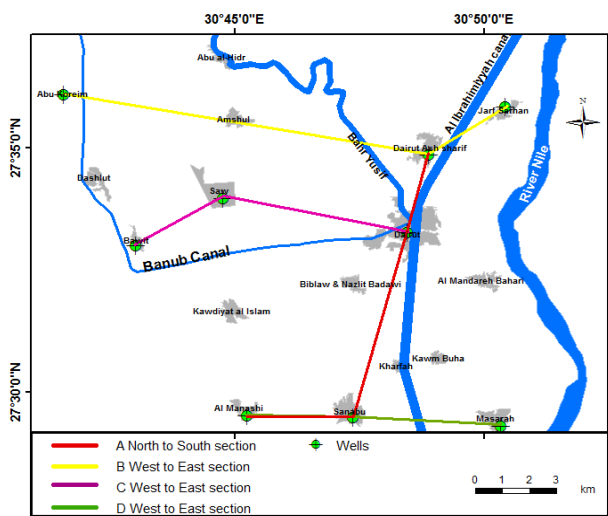 30°45'0"E
30°50'0"E
Abu al Hidr
Al Ibrahimiyyah canal
Abu Koreim
Jarf Sarhan
Amshul
27°35'0"N
Bahr Yusif
Dairut Ash sharif
River Nile
Dashlut
Saw
Dairut
Bawit
Banub Canal
Biblaw & Nazlit Badawi
Al Mandareh Bahari
Kawdiyat al Islam
Kawm Buha
Kharfah
27°30'0"N
Al Manashi
Sanabu
Masarah
A North to South section
Wells
B West to East section
C West to East section
D West to East section
0 1 2 3
km